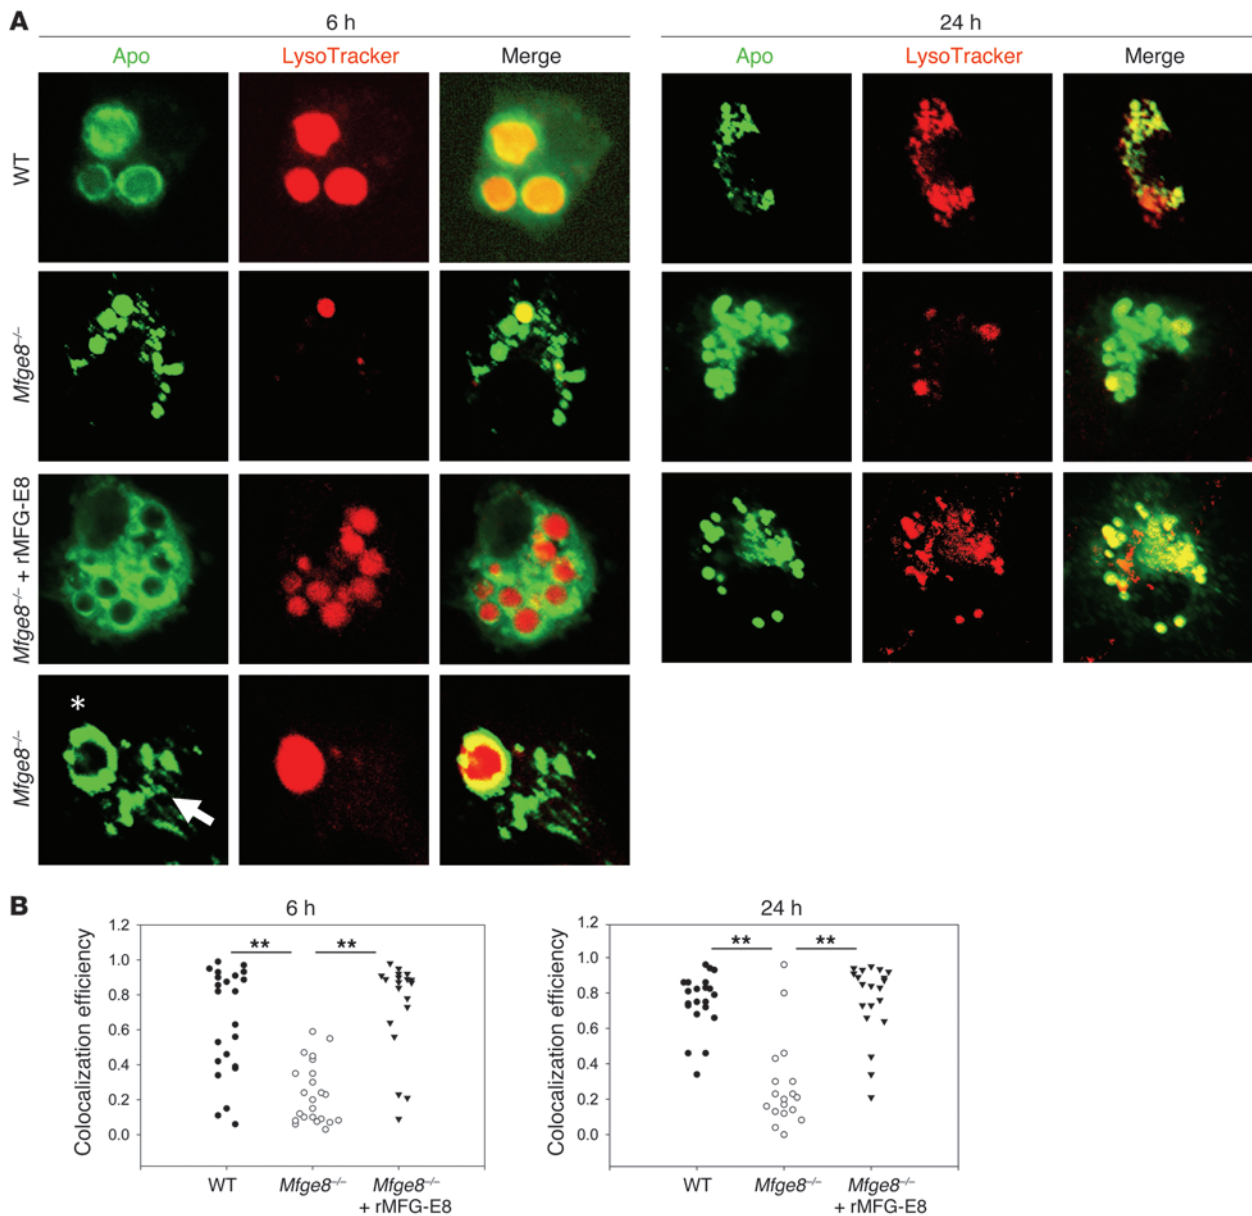 A
6 h
24 h
Apo
LysoTracker
Merge
Apo
LysoTracker
Merge
WT
Mfge8–/–
Mfge8–/– + rMFG-E8
Mfge8–/–
*
B
6 h
24 h
Colocalization efficiency
1.2
1.0
0.8
0.6
0.4
0.2
0.0
**
**
WT
Mfge8–/–
Mfge8–/–
+ rMFG-E8
Colocalization efficiency
1.2
1.0
0.8
0.6
0.4
0.2
0.0
**
**
WT
Mfge8–/–
Mfge8–/–
+ rMFG-E8